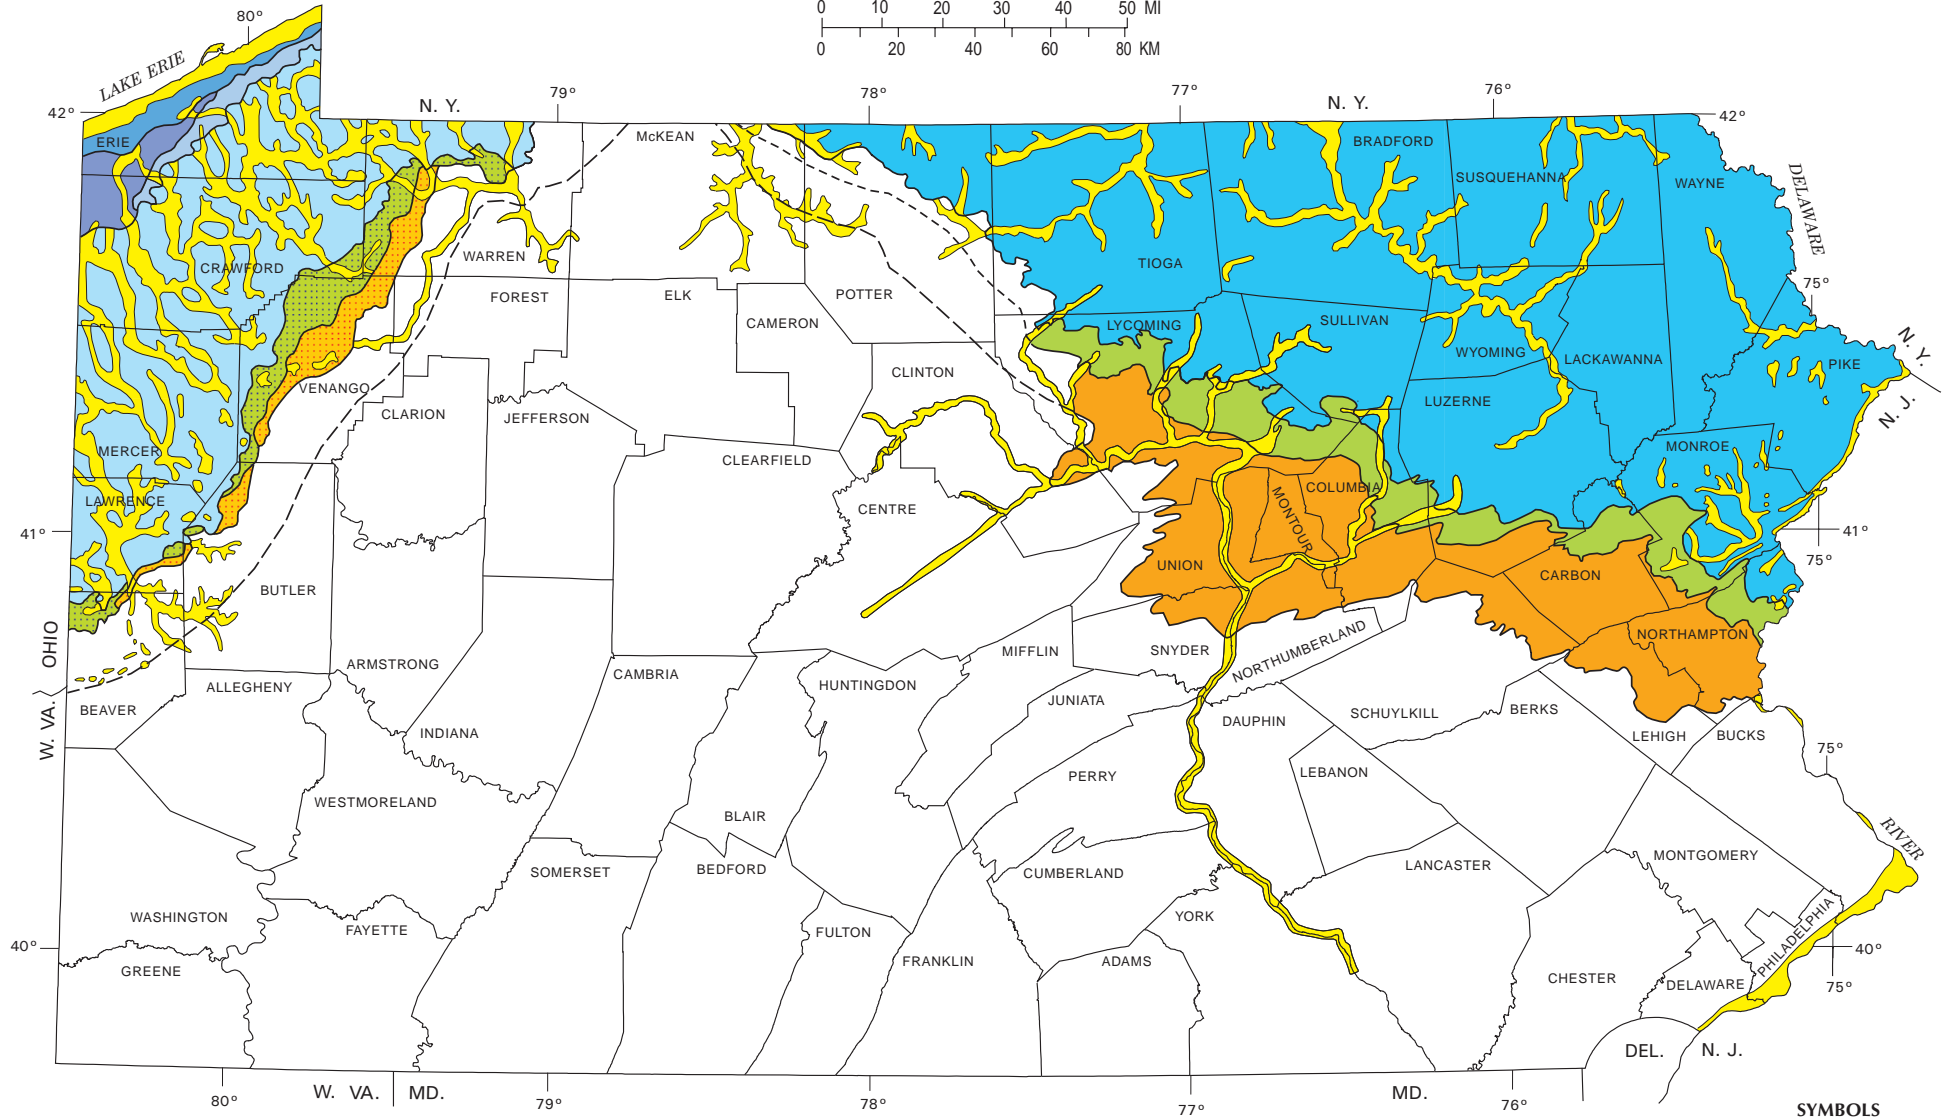 0 10 20 30 40 50 MI
0 20 40 60 80 KM
80°
LAKE ERIE
79°
78°
77°
76°
N. Y.
N. Y.
42°
42°
ERIE
McKEAN
BRADFORD
SUSQUEHANNA
WAYNE
DELAWARE
CRAWFORD
WARREN
TIOGA
75°
FOREST
ELK
POTTER
CAMERON
LYCOMING
SULLIVAN
WYOMING
LACKAWANNA
PIKE
N. Y.
N. J.
VENANGO
CLINTON
CLARION
JEFFERSON
LUZERNE
MERCER
CLEARFIELD
MONROE
LAWRENCE
CENTRE
COLUMBIA
MONTOUR
41°
41°
75°
UNION
CARBON
BUTLER
OHIO
NORTHAMPTON
ARMSTRONG
MIFFLIN
SNYDER
NORTHUMBERLAND
ALLEGHENY
CAMBRIA
HUNTINGDON
JUNIATA
BEAVER
W. VA.
INDIANA
DAUPHIN
SCHUYLKILL
BERKS
LEHIGH
BUCKS
75°
PERRY
LEBANON
WESTMORELAND
BLAIR
RIVER
SOMERSET
BEDFORD
CUMBERLAND
LANCASTER
MONTGOMERY
WASHINGTON
FAYETTE
FULTON
YORK
PHILADELPHIA
40°
40°
GREENE
FRANKLIN
ADAMS
CHESTER
DELAWARE
75°
DEL.
N. J.
W. VA.
MD.
MD.
80°
79°
78°
77°
76°
SYMBOLS